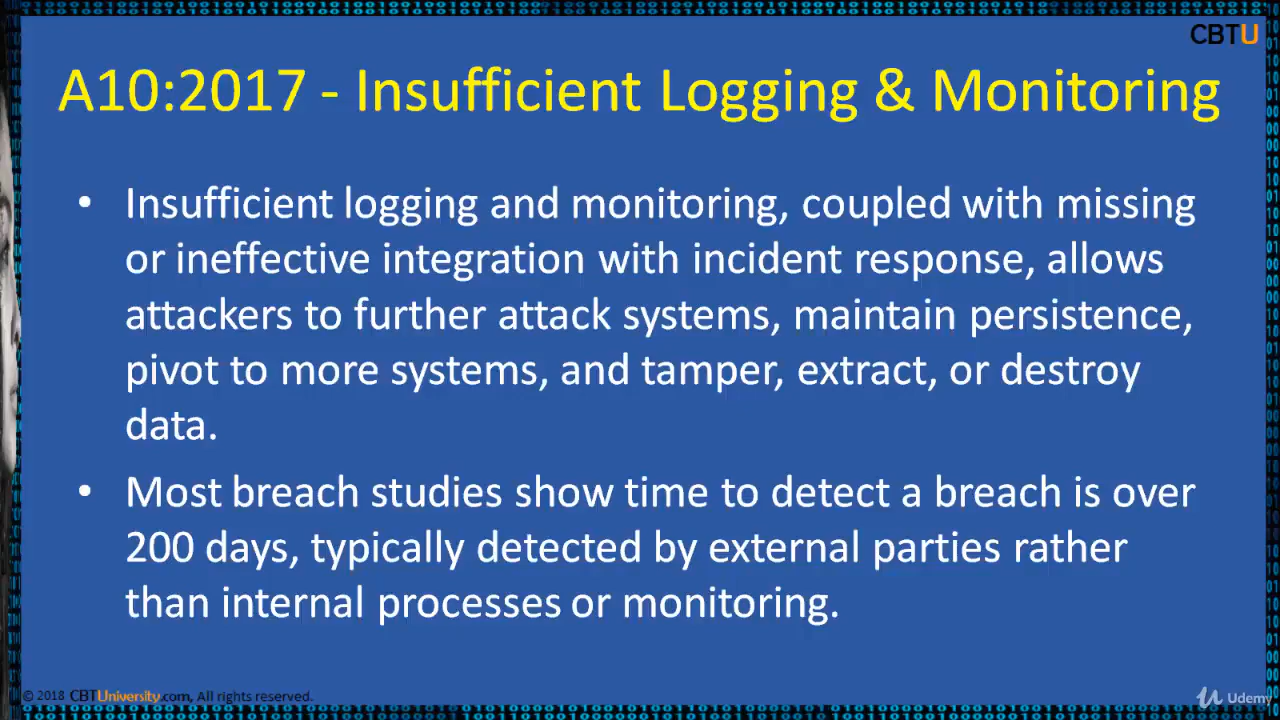 CBTU
A10:2017 - Insufficient Logging & Monitoring
• Insufficient logging and monitoring, coupled with missing
or ineffective integration with incident response, allows
attackers to further attack systems, maintain persistence,
pivot to more systems, and tamper, extract, or destroy
data.
• Most breach studies show time to detect a breach is over
200 days, typically detected by external parties rather
than internal processes or monitoring.
© 2018 CBTUniversity.com, All rights reserved.
Udemy